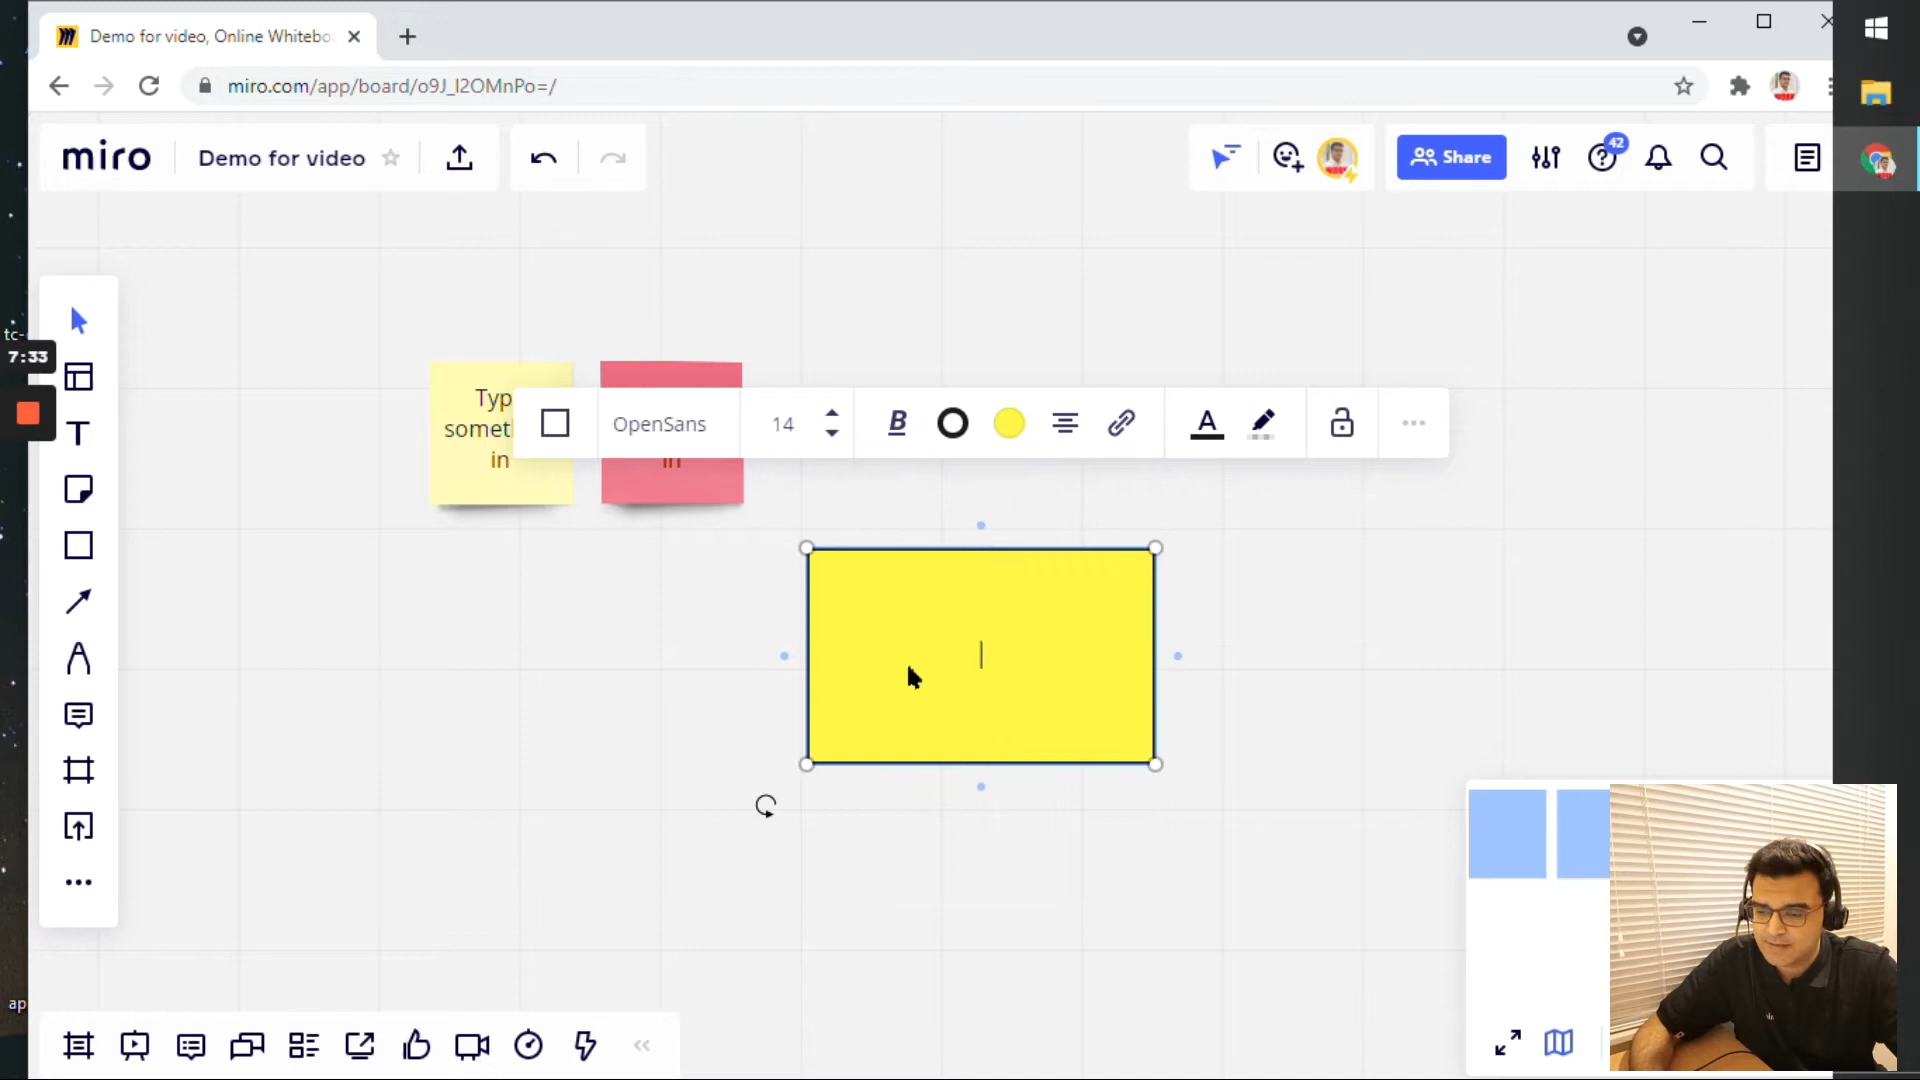 Demo for video, Online Whitebo
miro.com/app/board/o9J_l2OMnPo=/
miro
Demo for video
Share
42
tc-
7:33
Typ
somet
in
in
OpenSans
14
B
A
ap